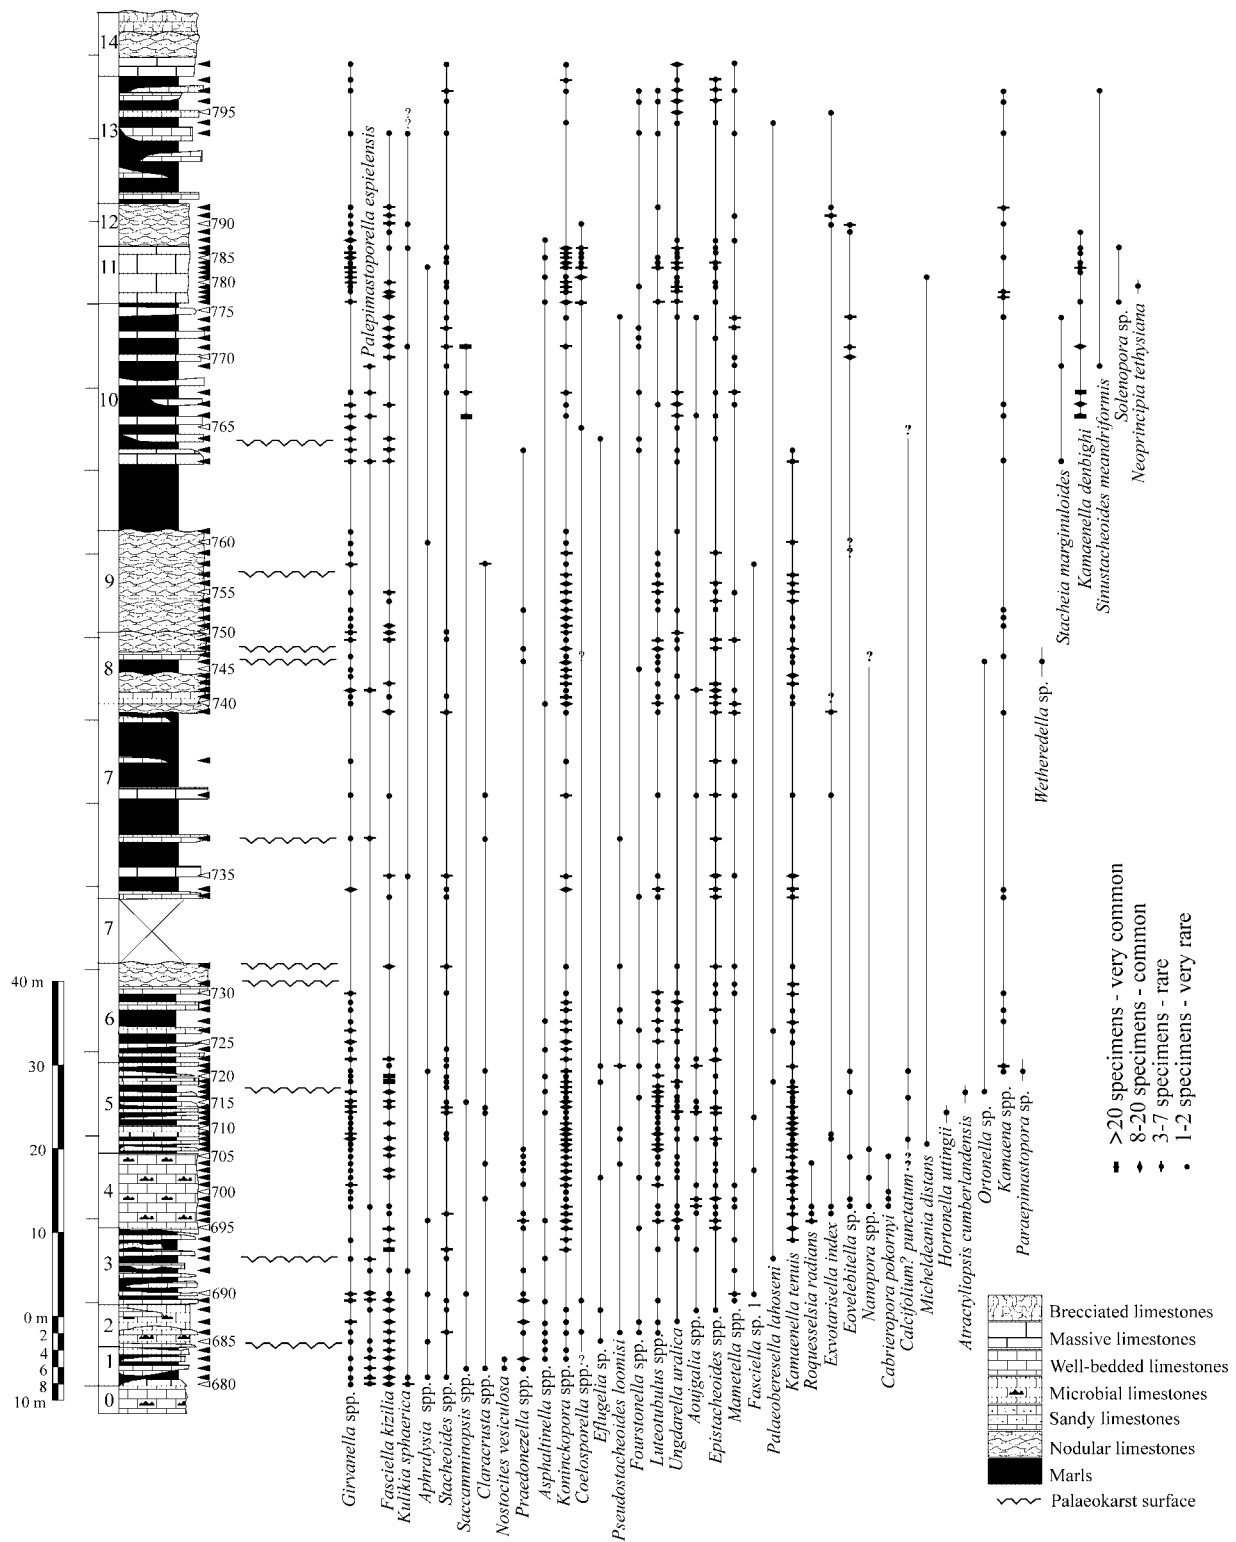 14
13
12
11
10
9
8
7
7
6
5
4
3
2
1
0
795
790
785
780
775
770
765
760
755
750
745
740
735
730
725
720
715
710
705
700
695
690
685
680
40 m
30
20
10
0 m
2
4
6
8
10 m
Girvanella spp.
Palepimastoporella espielensis
Fasciella kizilia
Kulikia sphaerica
Aphralysia spp.
Stacheoides spp.
Saccamminopsis spp.
Claracrusta spp.
Nostocites vesiculosa
Praedonezella spp.
Asphaltinella spp.
Koninckopora spp.
Coelosporella spp.
Eflugelia sp.
Pseudostacheoides loomisi
Fourstonella spp.
Luteotubulus spp.
Ungdarella uralica
Aoujgalia spp.
Epistacheoides spp.
Mametella spp.
Fasciella sp. 1
Palaeoberesella lahoseni
Kamaenella tenuis
Roquesselsia radians
Exvotarisella index
Eovelebitella sp.
Nanopora spp.
Cabrieropora pokornyi
Calcifolium? punctatum
Micheldeania distans
Hortonella uttingii
Atractyliopsis cumberlandensis
Ortonella sp.
Kamaena spp.
Paraepimastopora sp.
Wetheredella sp.
Stacheia marginuloides
Kamaenella denbighi
Sinustacheoides meandriformis
Solenopora sp.
Neoprincipia tethysiana
? ? ? ? ? ? ? ? ? ? ? ?
>20 specimens - very common
8-20 specimens - common
3-7 specimens - rare
1-2 specimens - very rare
Brecciated limestones
Massive limestones
Well-bedded limestones
Microbial limestones
Sandy limestones
Nodular limestones
Marls
Palaeokarst surface